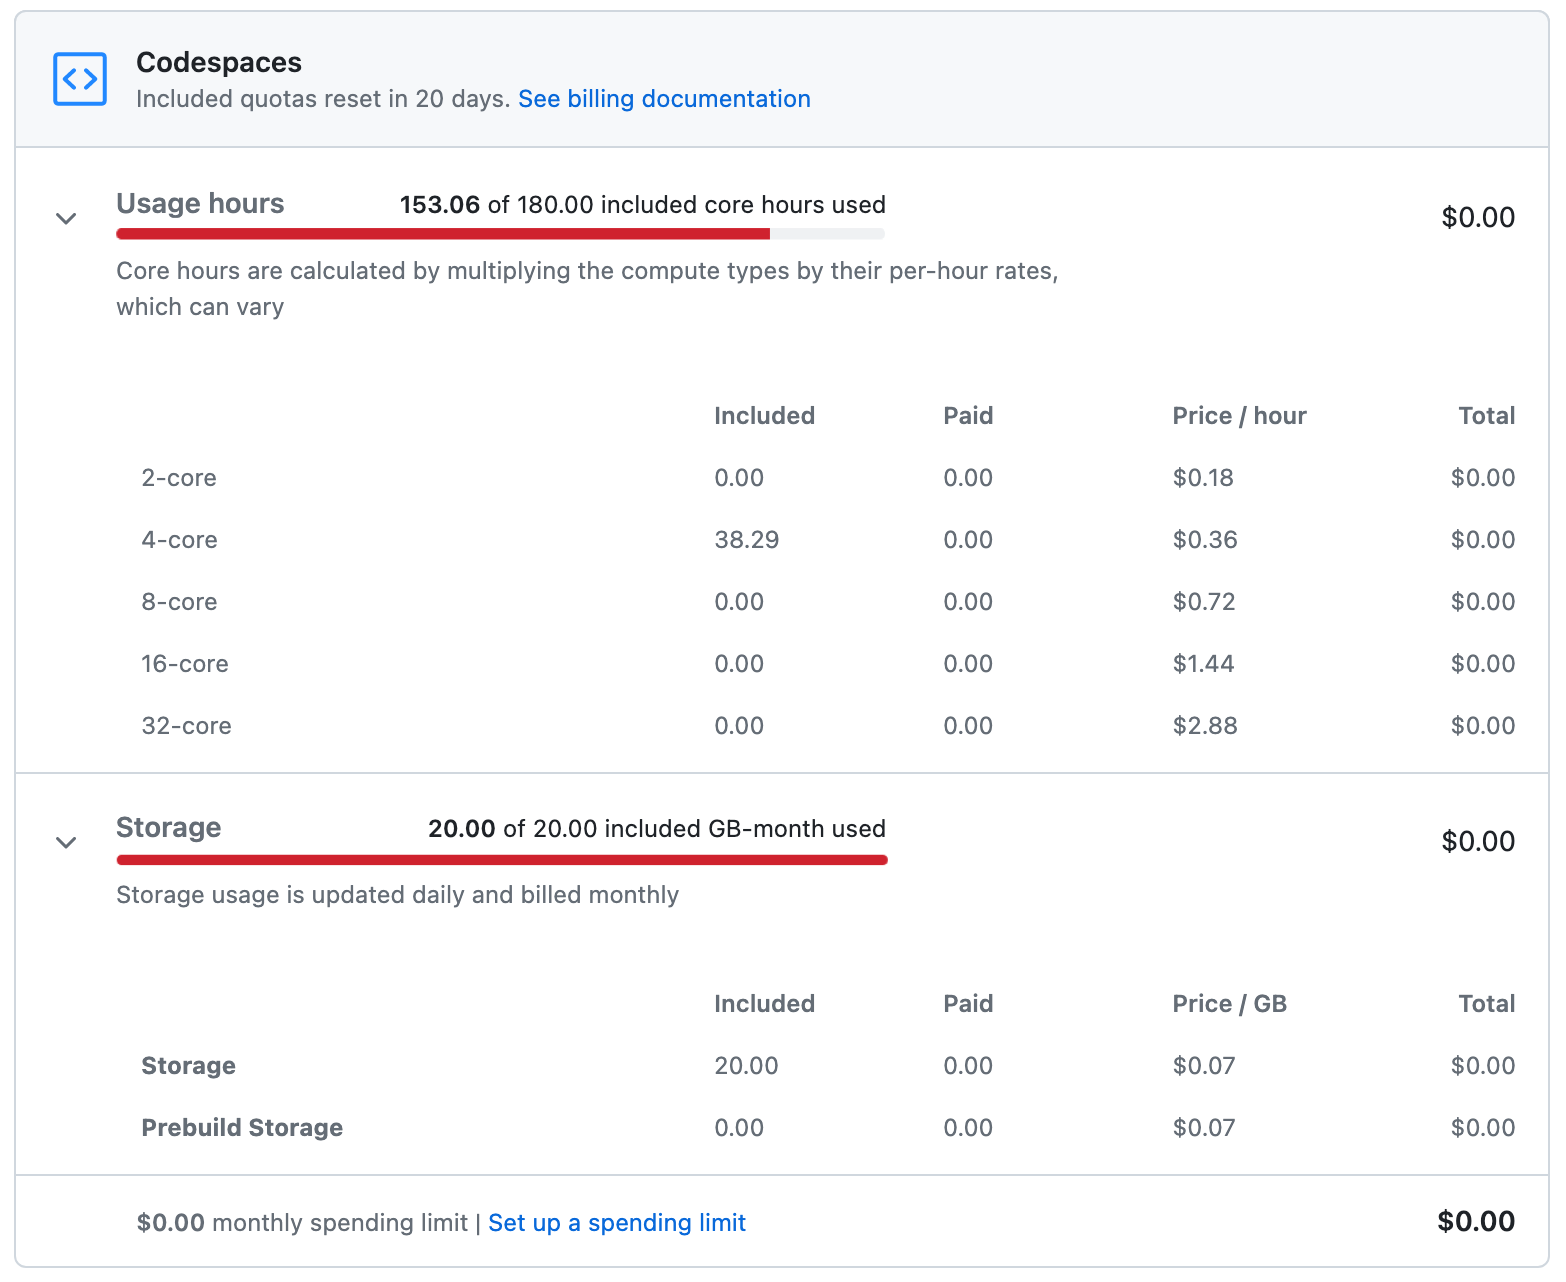 Codespaces
Included quotas reset in 20 days. See billing documentation
Usage hours 153.06 of 180.00 included core hours used $0.00
Core hours are calculated by multiplying the compute types by their per-hour rates,
which can vary
Included Paid Price / hour Total
2-core 0.00 0.00 $0.18 $0.00
4-core 38.29 0.00 $0.36 $0.00
8-core 0.00 0.00 $0.72 $0.00
16-core 0.00 0.00 $1.44 $0.00
32-core 0.00 0.00 $2.88 $0.00
Storage 20.00 of 20.00 included GB-month used $0.00
Storage usage is updated daily and billed monthly
Included Paid Price / GB Total
Storage 20.00 0.00 $0.07 $0.00
Prebuild Storage 0.00 0.00 $0.07 $0.00
$0.00 monthly spending limit | Set up a spending limit $0.00